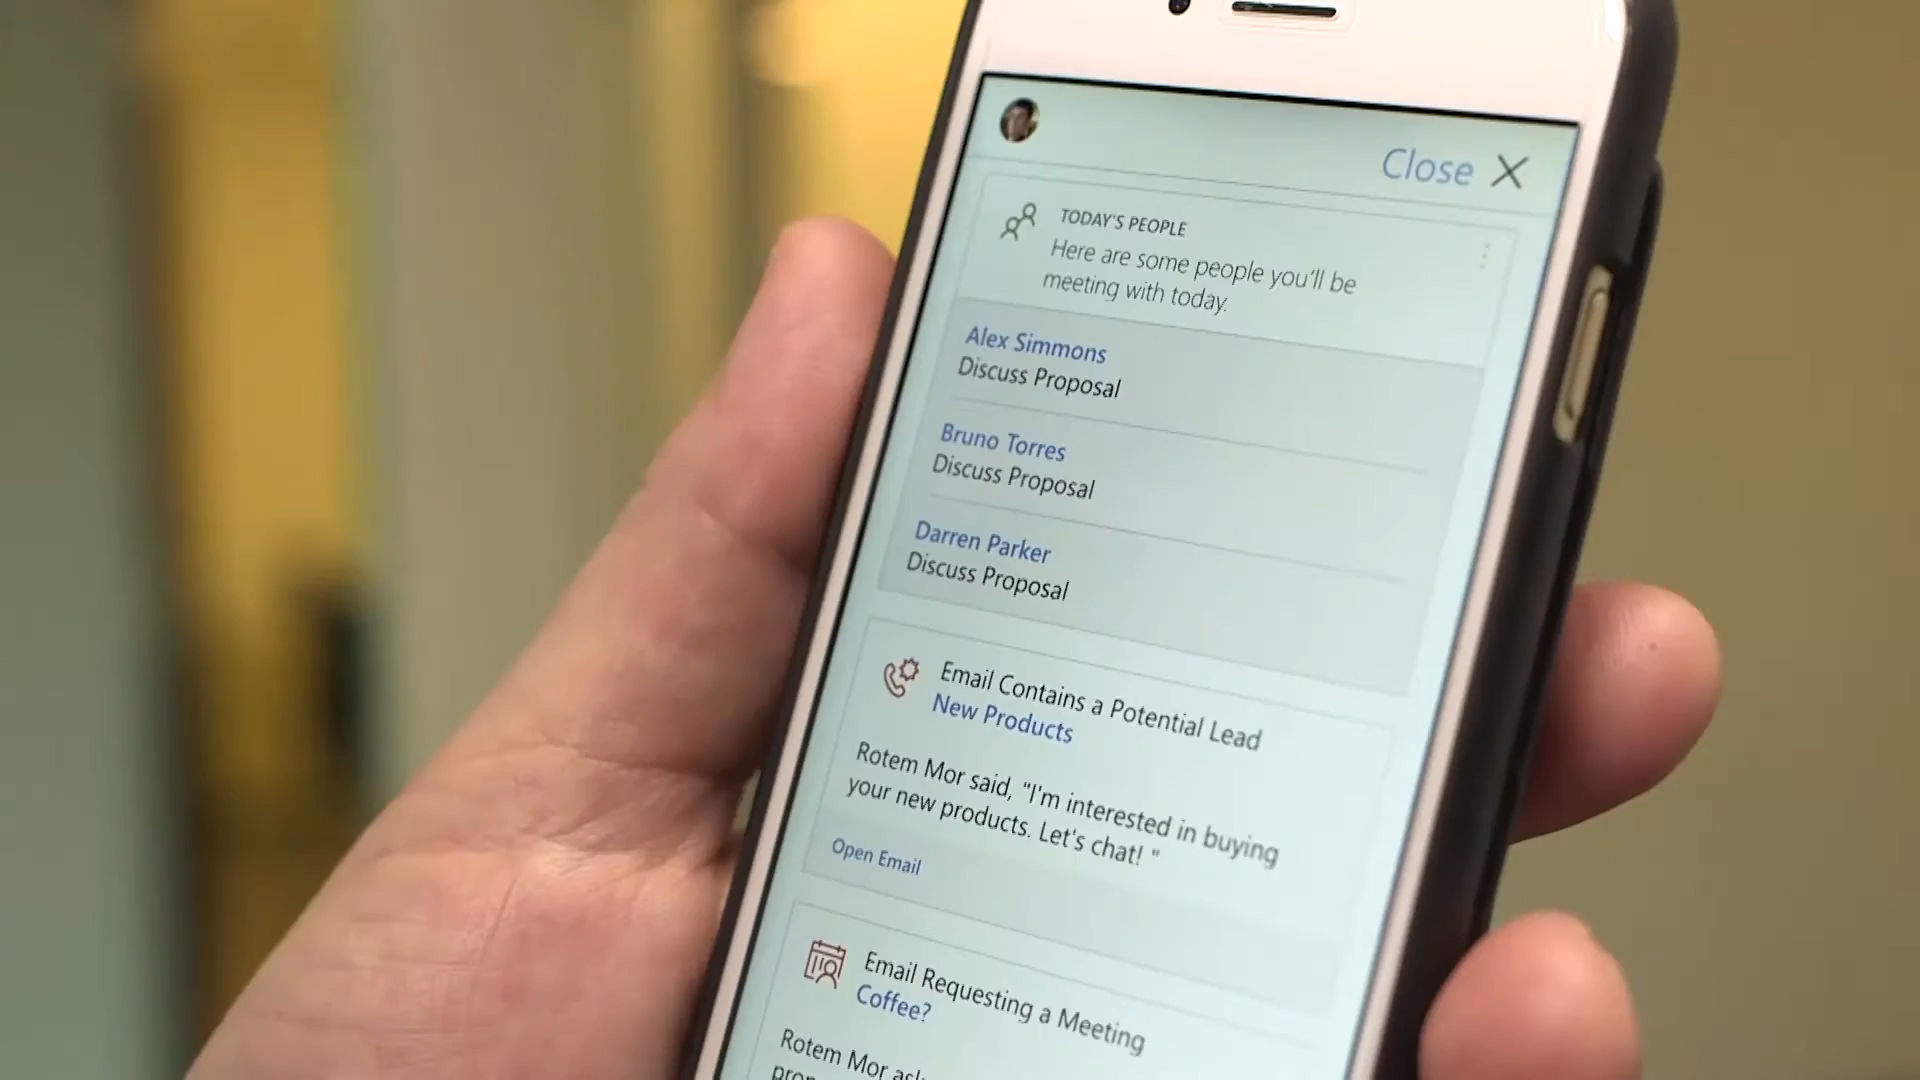 Close
TODAY'S PEOPLE
Here are some people you'll be
meeting with today.
Alex Simmons
Discuss Proposal
Bruno Torres
Discuss Proposal
Darren Parker
Discuss Proposal
Email Contains a Potential Lead
New Products
Rotem Mor said, "I'm interested in buying
your new products. Let's chat! "
Open Email
Email Requesting a Meeting
Coffee?
Rotem Mor